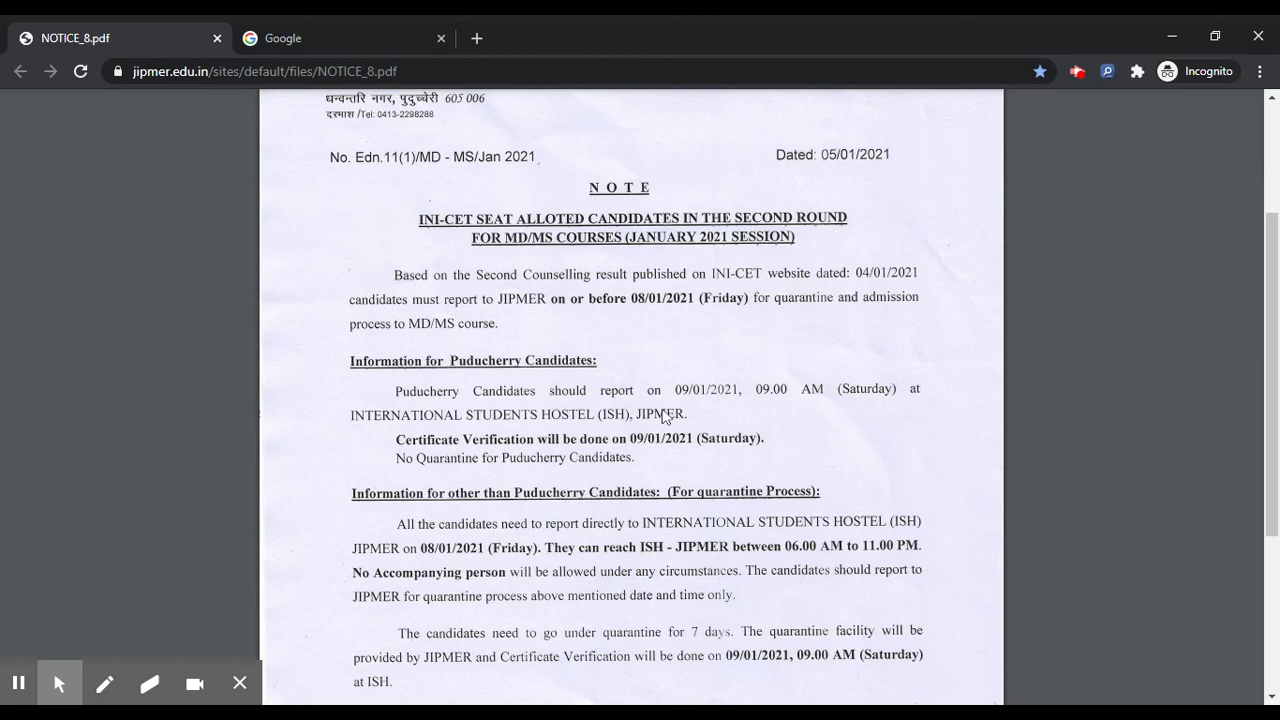 NOTICE_8.pdf
Google
jipmer.edu.in/sites/default/files/NOTICE_8.pdf
Incognito
धन्वन्तरि नगर, पुदुच्चेरी 605 006
दरभाश /Tel: 0413-2298288
No. Edn.11(1)/MD - MS/Jan 2021
Dated: 05/01/2021
N O T E
INI-CET SEAT ALLOTED CANDIDATES IN THE SECOND ROUND
FOR MD/MS COURSES (JANUARY 2021 SESSION)
Based on the Second Counselling result published on INI-CET website dated: 04/01/2021
candidates must report to JIPMER on or before 08/01/2021 (Friday) for quarantine and admission
process to MD/MS course.
Information for Puducherry Candidates:
Puducherry Candidates should report on 09/01/2021, 09.00 AM (Saturday) at
INTERNATIONAL STUDENTS HOSTEL (ISH), JIPMER.
Certificate Verification will be done on 09/01/2021 (Saturday).
No Quarantine for Puducherry Candidates.
Information for other than Puducherry Candidates: (For quarantine Process):
All the candidates need to report directly to INTERNATIONAL STUDENTS HOSTEL (ISH)
JIPMER on 08/01/2021 (Friday). They can reach ISH - JIPMER between 06.00 AM to 11.00 PM.
No Accompanying person will be allowed under any circumstances. The candidates should report to
JIPMER for quarantine process above mentioned date and time only.
The candidates need to go under quarantine for 7 days. The quarantine facility will be
provided by JIPMER and Certificate Verification will be done on 09/01/2021, 09.00 AM (Saturday)
at ISH.